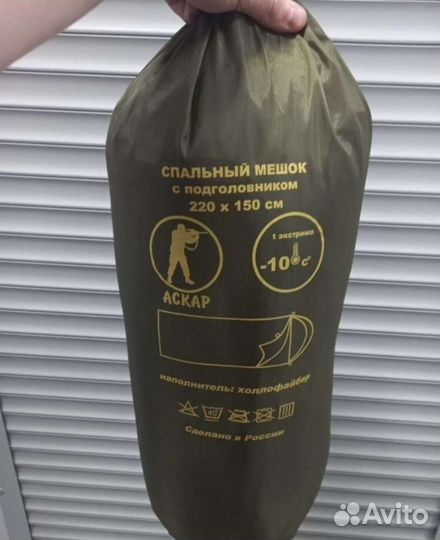 СПАЛЬНЫЙ МЕШОК
С ПОДГОЛОВНИКОМ
220 х 150 см
t экстрима
-10 с°
АСКАР
наполнитель: холлофайбер
40
Сделано в России
Avito